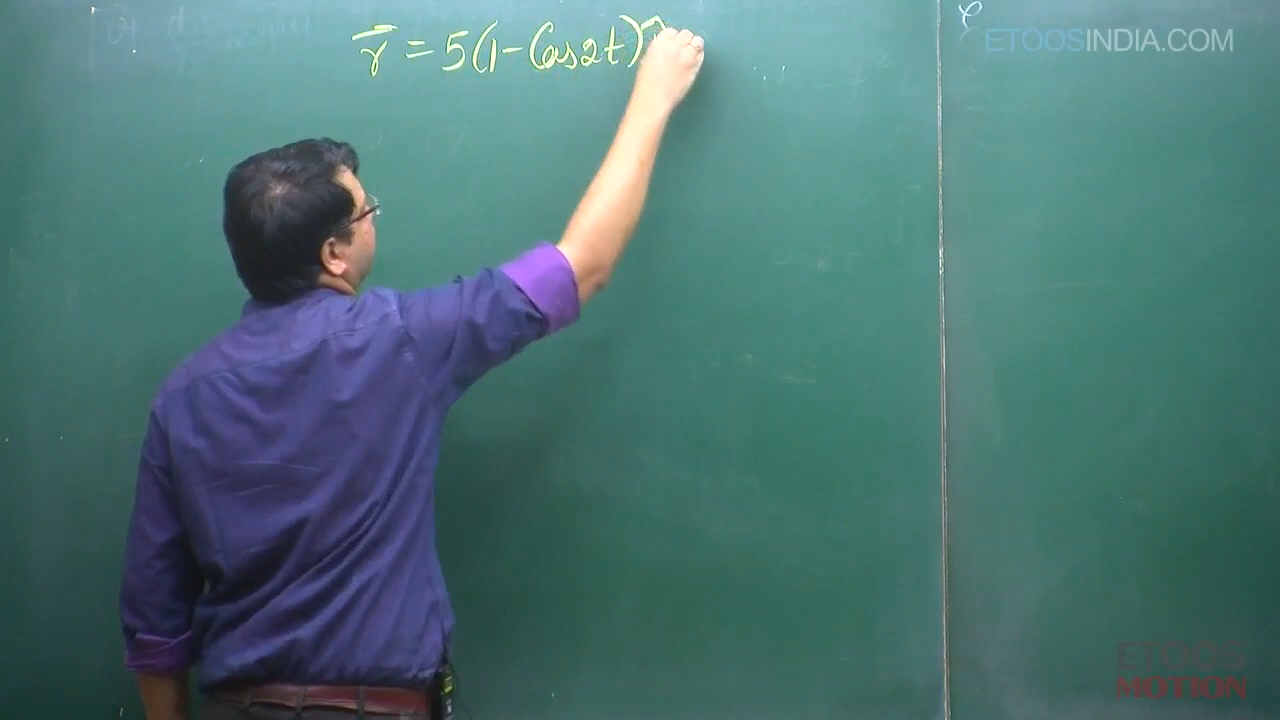 r⃗ = 5(1 - Cos2t)
ETOOSINDIA.COM
ETOOS
MOTION